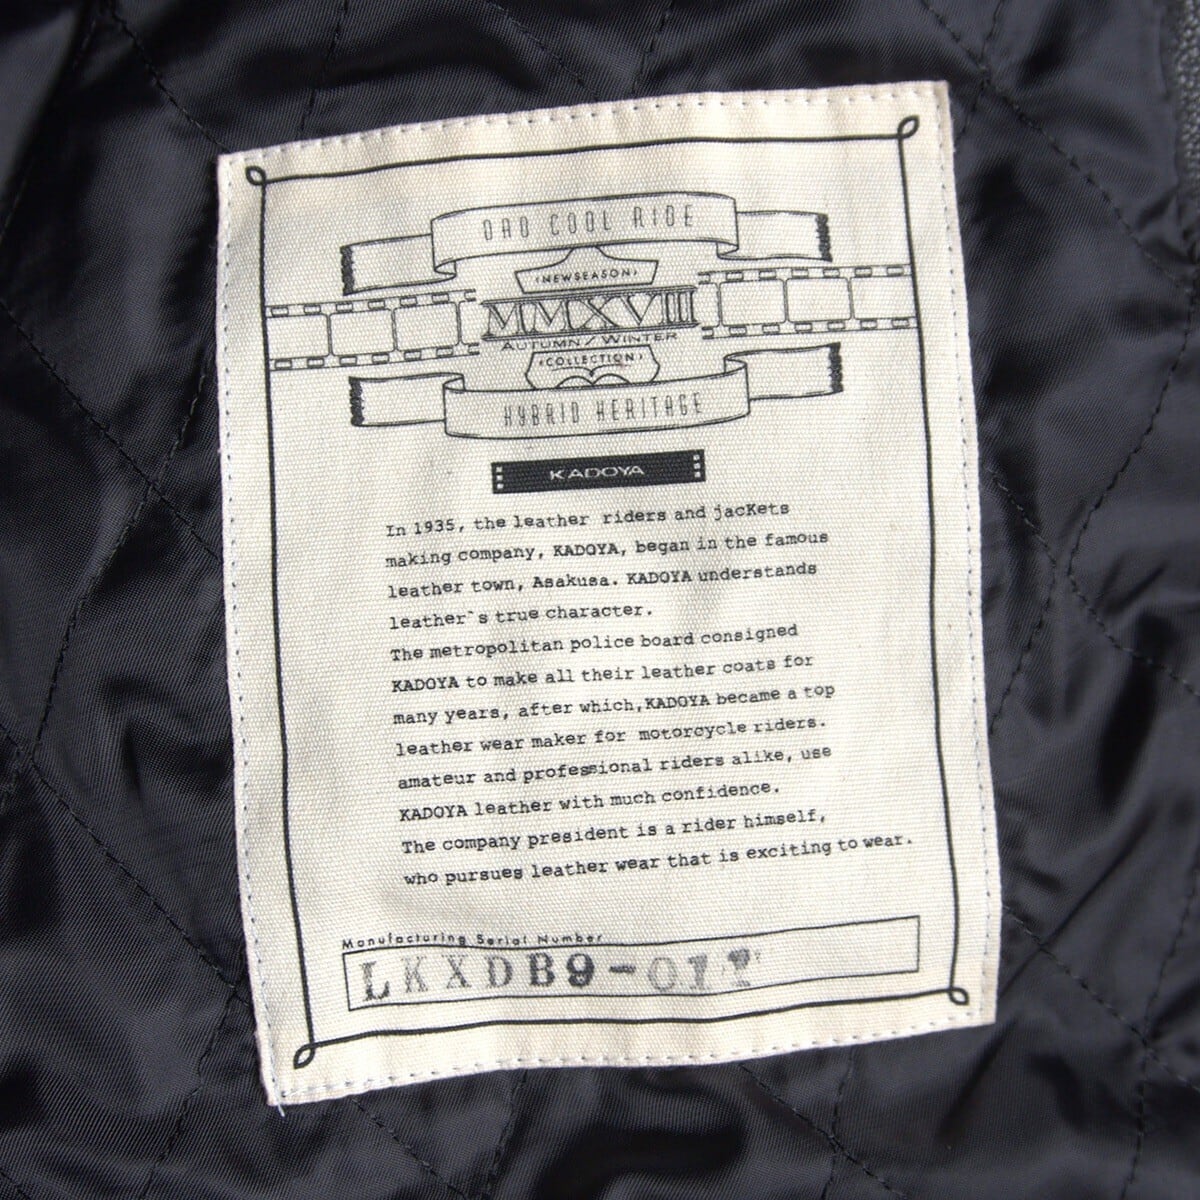 DAD COOL RIDE
‹NEW SEASON›
MMXVIII
AUTUMN / WINTER
‹COLLECTION›
HYBRID HERITAGE
KADOYA
In 1935, the leather riders and jacKets
making company, KADOYA, began in the famous
leather town, Asakusa. KADOYA understands
leather`s true character.
The metropolitan police board consigned
KADOYA to make all their leather coats for
many years, after which,KADOYA became a top
leather wear maker for motorcycle riders.
amateur and professional riders alike, use
KADOYA leather with much confidence.
The company president is a rider himself,
who pursues leather wear that is exciting to wear.
Manufacturing Serial Number